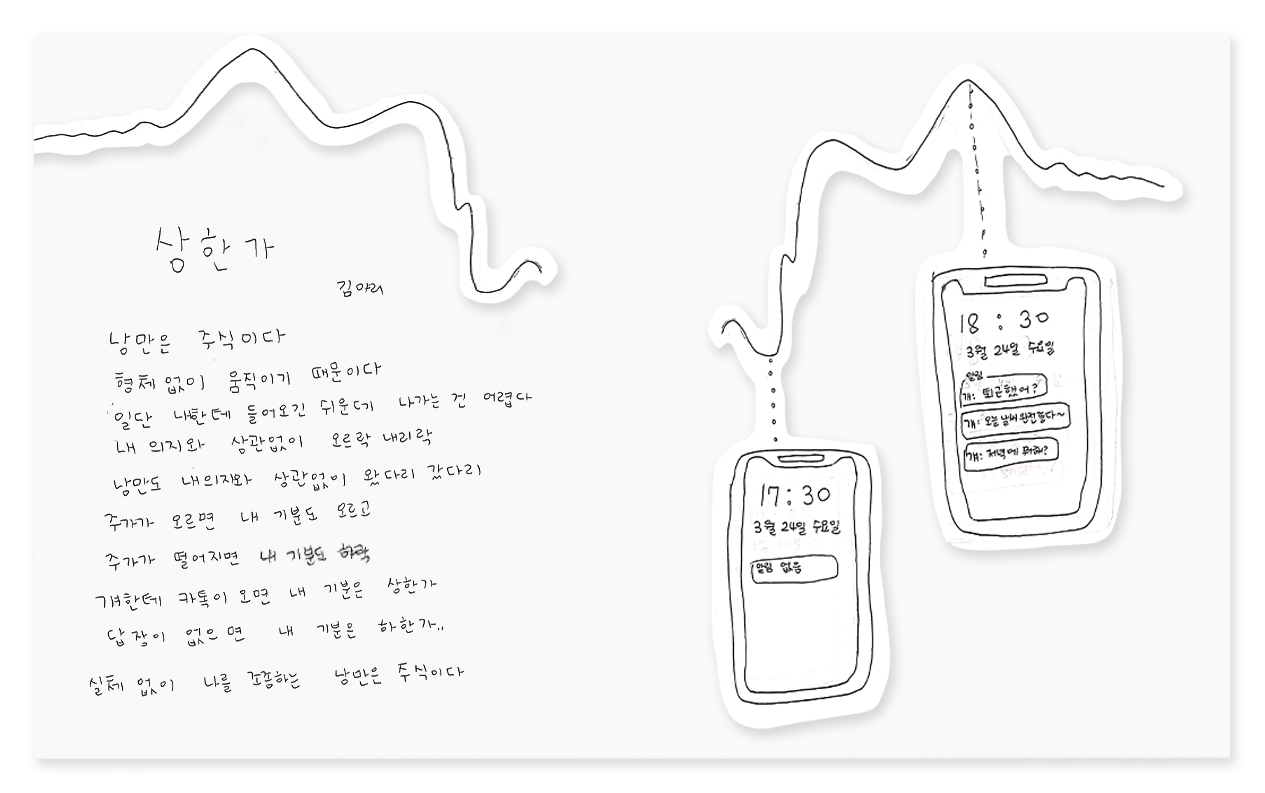 상한가
김야리
낭만은 주식이다
형체 없이 움직이기 때문이다
일단 나한테 들어오긴 쉬운데 나가는 건 어렵다
내 의지와 상관없이 오르락 내리락
낭만도 내 의지와 상관없이 왔다리 갔다리
주가가 오르면 내 기분도 오르고
주가가 떨어지면 내 기분도 하락
걔한테 카톡이 오면 내 기분은 상한가
답장이 없으면 내 기분은 하한가..
실체 없이 나를 조종하는 낭만은 주식이다
17:30
3월 24일 수요일
알림 없음
18:30
3월 24일 수요일
알림
걔: 퇴근했어?
걔: 오늘 날씨 완전 좋다~
걔: 저녁에 뭐해?